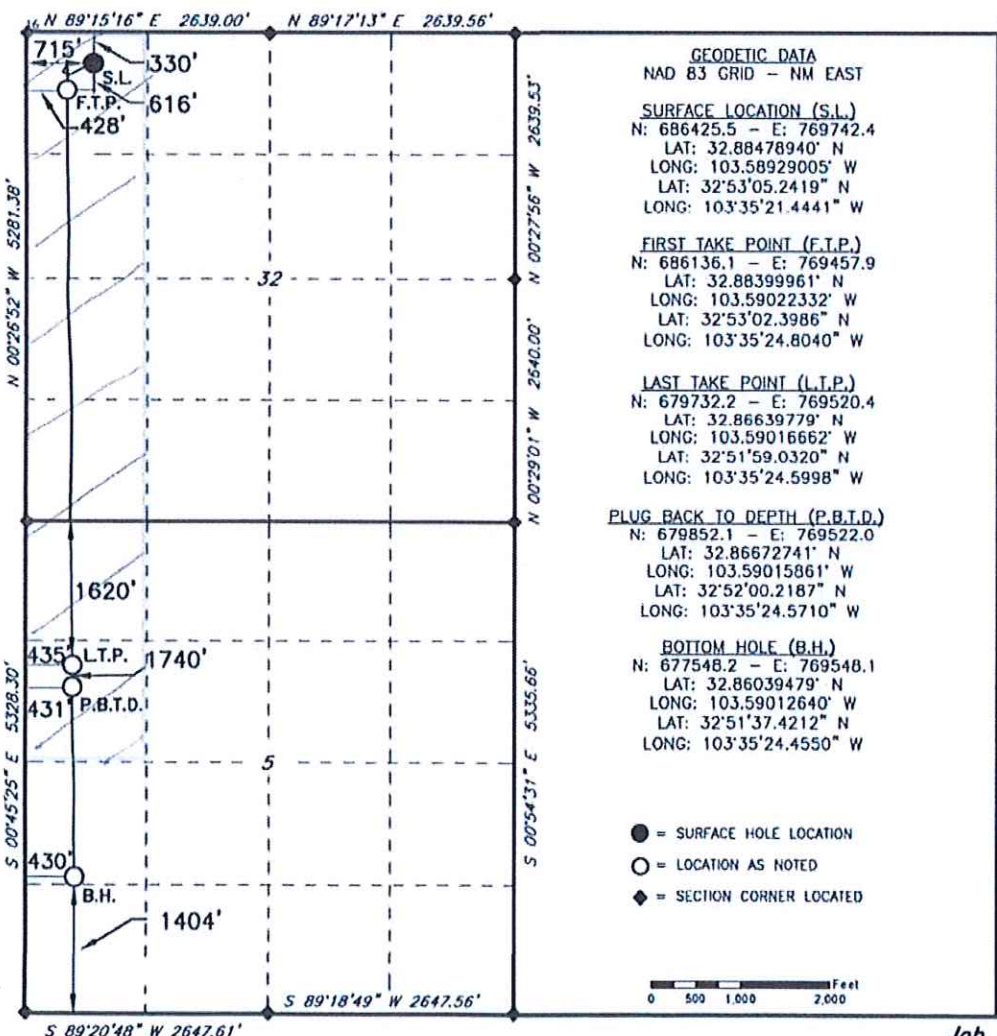 N 89°15'16" E 2639.00'
N 89°17'13" E 2639.56'
715'
330'
S.L.
616'
F.T.P.
428'
N 00°26'52" W 5281.38'
N 00°27'56" W 2639.53'
32
N 00°29'01" W 2640.00'
1620'
435'
L.T.P.
1740'
431'
P.B.T.D.
S 00°45'25" E 5328.30'
S 00°54'31" E 5335.66'
5
430'
B.H.
1404'
S 89°18'49" W 2647.56'
S 89°20'48" W 2647.61'
GEODETIC DATA
NAD 83 GRID - NM EAST
SURFACE LOCATION (S.L.)
N: 686425.5 - E: 769742.4
LAT: 32.88478940° N
LONG: 103.58929005° W
LAT: 32°53'05.2419" N
LONG: 103°35'21.4441" W
FIRST TAKE POINT (F.T.P.)
N: 686136.1 - E: 769457.9
LAT: 32.88399961° N
LONG: 103.59022332° W
LAT: 32°53'02.3986" N
LONG: 103°35'24.8040" W
LAST TAKE POINT (L.T.P.)
N: 679732.2 - E: 769520.4
LAT: 32.86639779° N
LONG: 103.59016662° W
LAT: 32°51'59.0320" N
LONG: 103°35'24.5998" W
PLUG BACK TO DEPTH (P.B.T.D.)
N: 679852.1 - E: 769522.0
LAT: 32.86672741° N
LONG: 103.59015861° W
LAT: 32°52'00.2187" N
LONG: 103°35'24.5710" W
BOTTOM HOLE (B.H.)
N: 677548.2 - E: 769548.1
LAT: 32.86039479° N
LONG: 103.59012640° W
LAT: 32°51'37.4212" N
LONG: 103°35'24.4550" W
= SURFACE HOLE LOCATION
= LOCATION AS NOTED
= SECTION CORNER LOCATED
Feet
0 500 1,000 2,000
Job